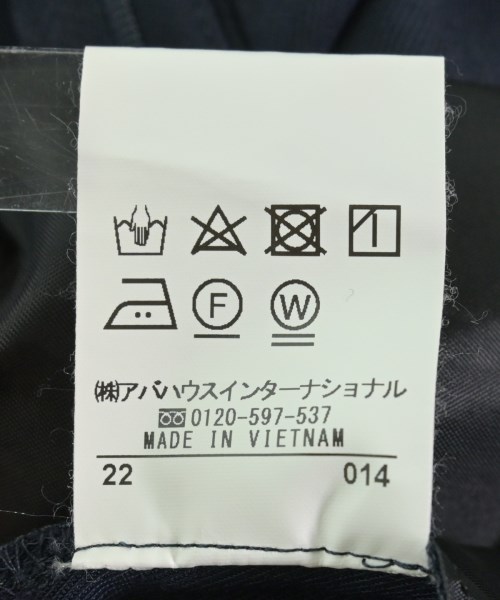 F W
㈱アバハウスインターナショナル
0120-597-537
MADE IN VIETNAM
22 014